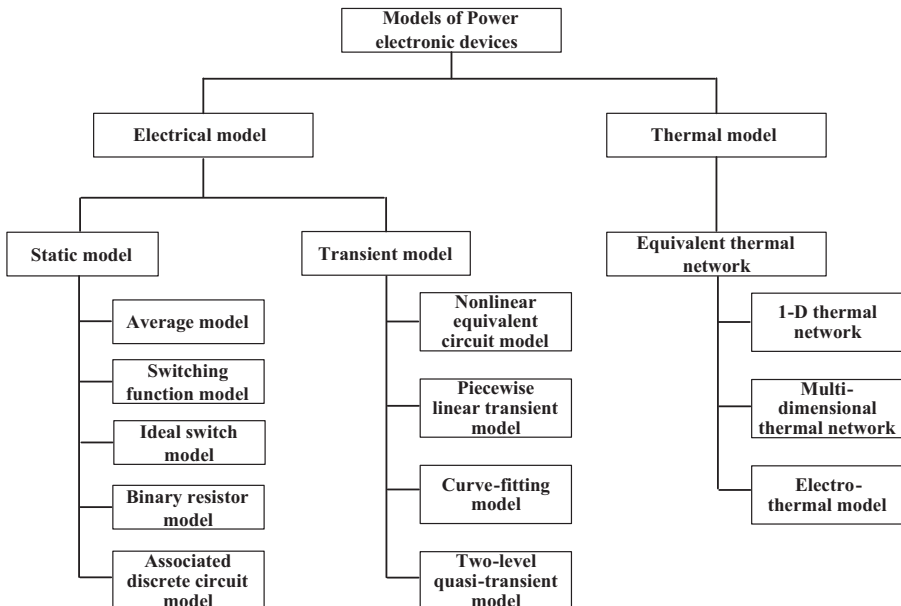 Models of Power
electronic devices
Electrical model
Thermal model
Static model
Transient model
Equivalent thermal
network
Average model
Switching
function model
Ideal switch
model
Binary resistor
model
Associated
discrete circuit
model
Nonlinear
equivalent
circuit model
Piecewise
linear transient
model
Curve-fitting
model
Two-level
quasi-transient
model
1-D thermal
network
Multi-
dimensional
thermal network
Electro-
thermal model